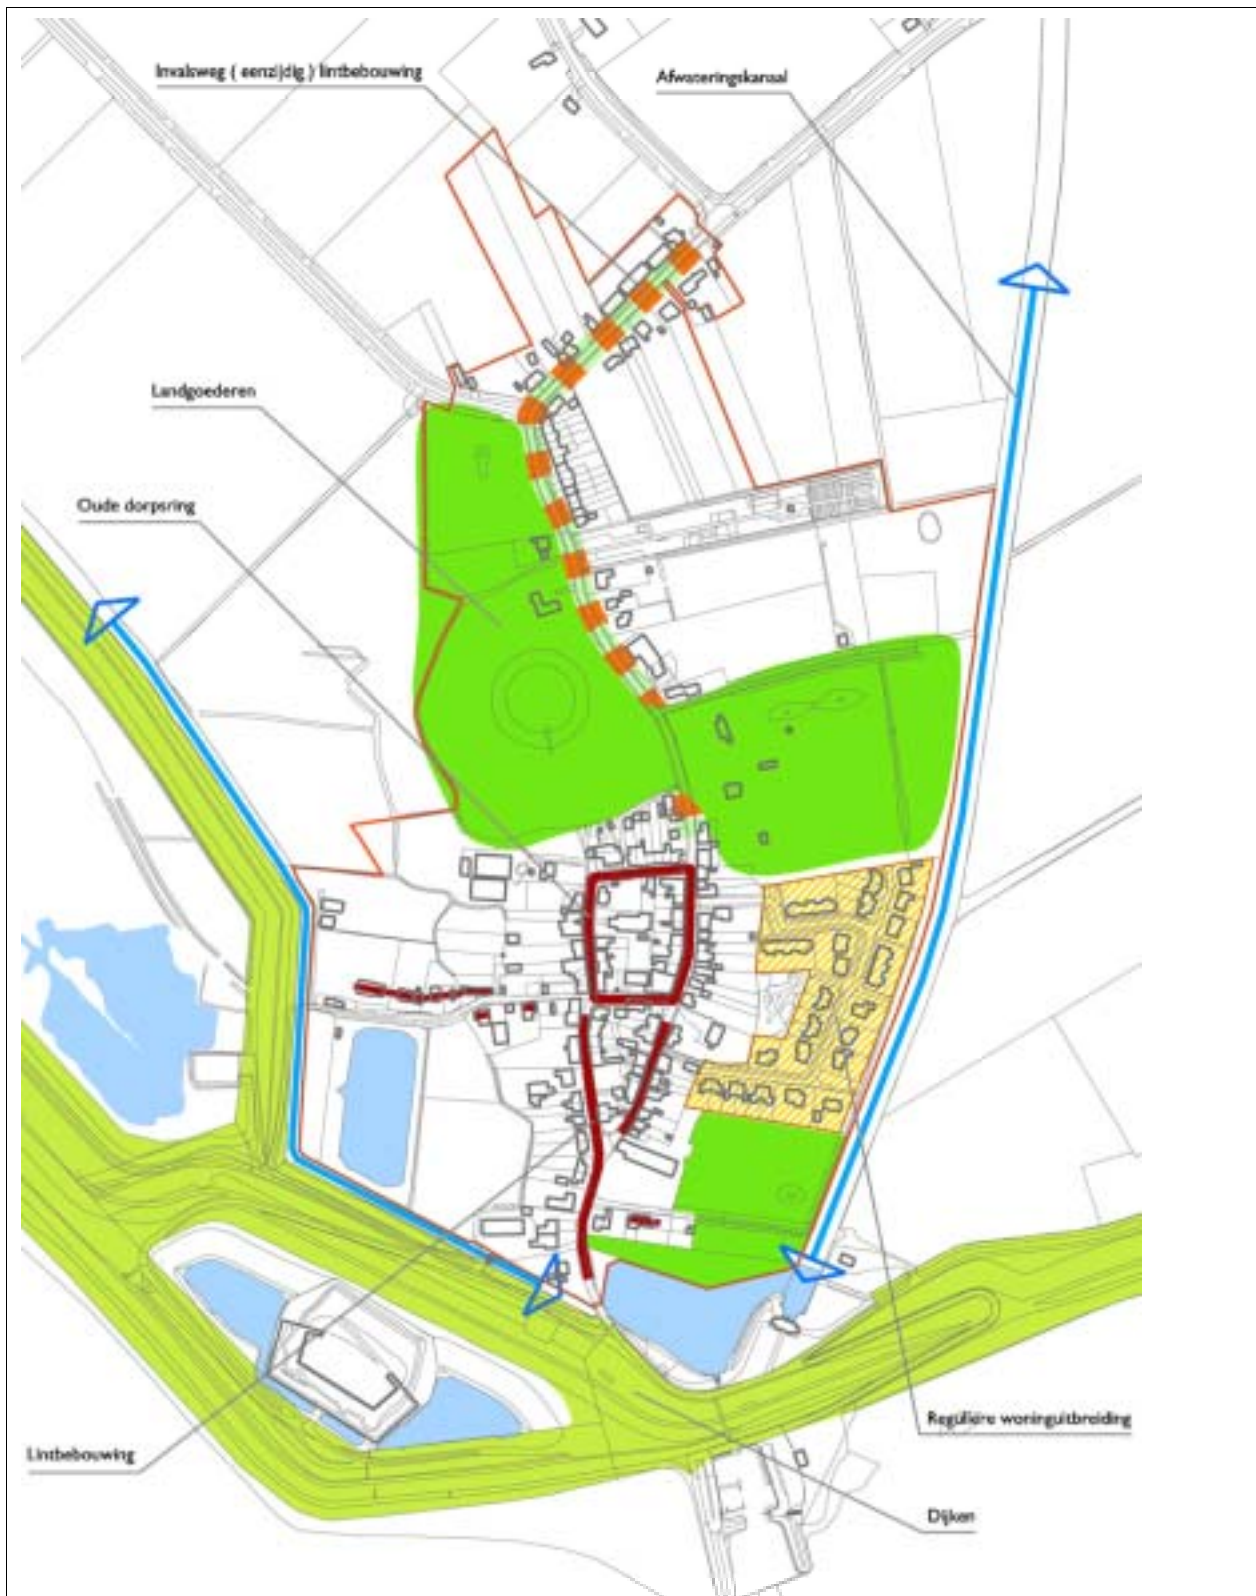 Invalsweg ( eenzijdig ) lintbebouwing
Afwateringskanaal
Landgoederen
Oude dorpsring
Reguliere woninguitbreiding
Lintbebouwing
Dijken